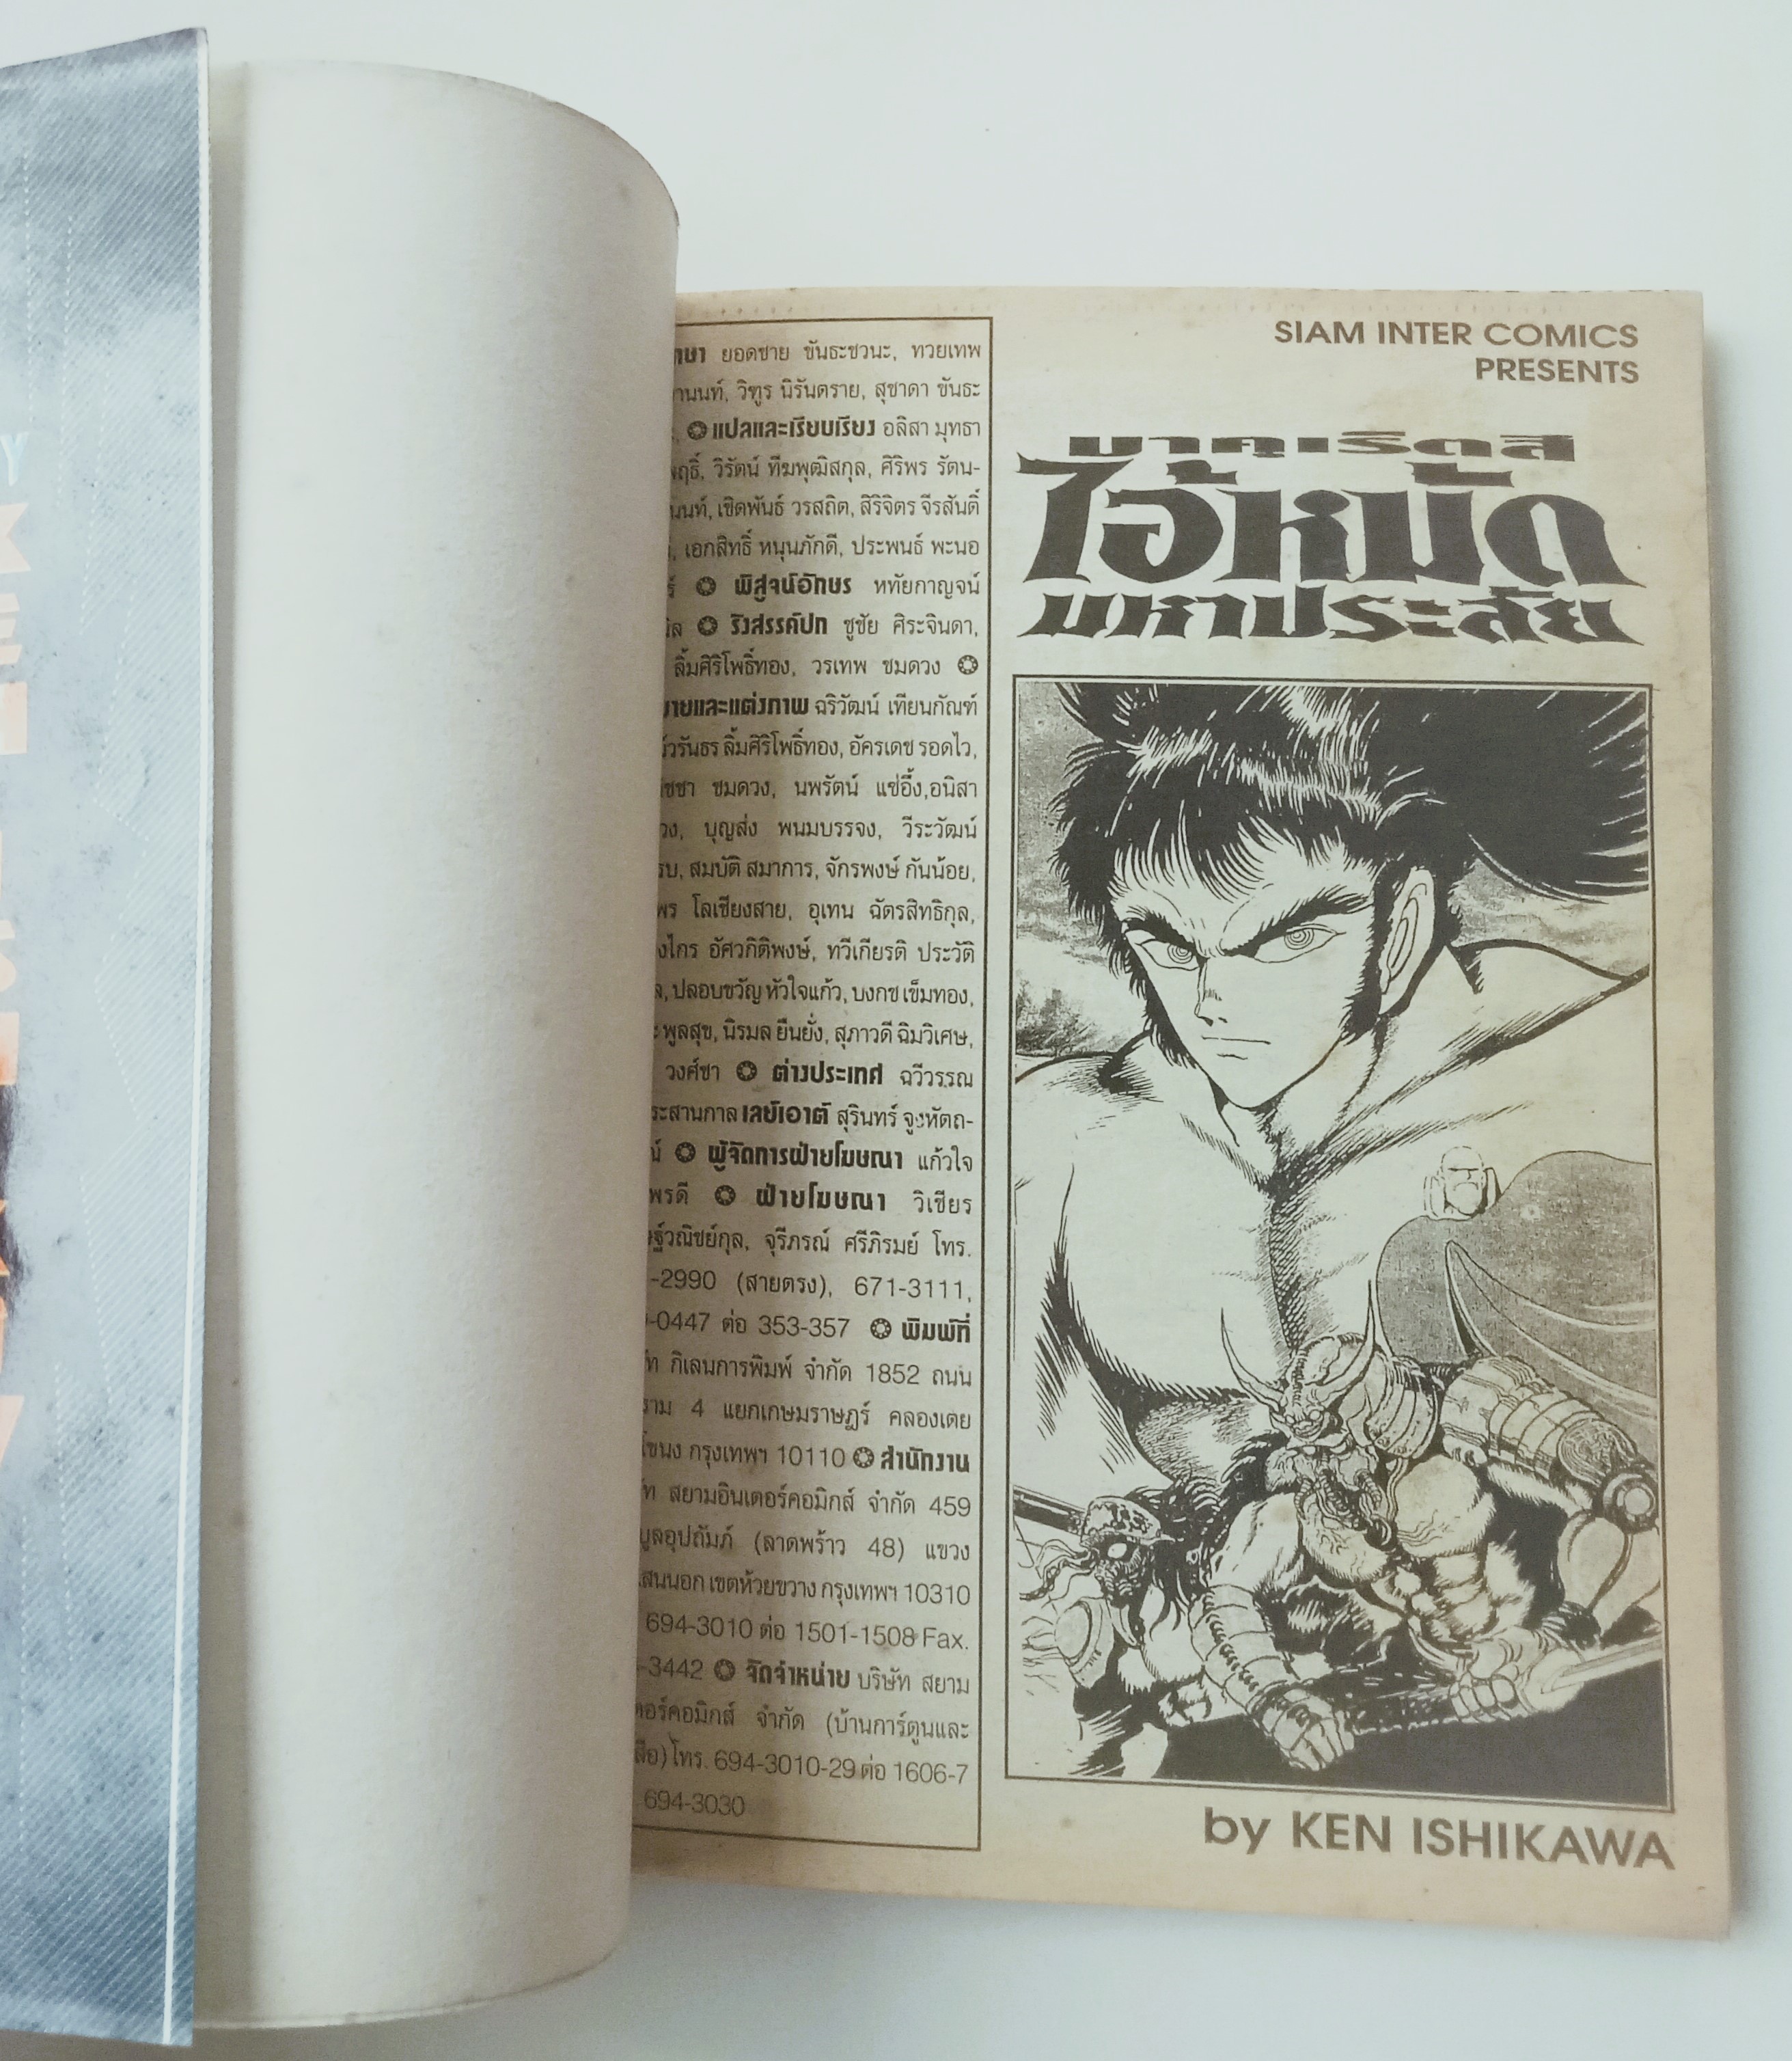 Y
ยอดชาย ขันธะชวนะ, ทวยเทพ
วิฑูร นิรันตราย, สุชาดา ขันธะ
✪ แปลและเรียบเรียง อลิสา มุทธา
วิรัตน์ ทีฆพุฒิสกุล, ศิริพร รัตน-
เชิดพันธ์ วรสถิต, สิริจิตร จีรสันติ์
เอกสิทธิ์ หนุนภักดี, ประพนธ์ พะนอ
✪ พิสูจน์อักษร หทัยกาญจน์
✪ รังสรรค์ปก ชูชัย ศิระจินดา,
ลิ้มศิริโพธิ์ทอง, วรเทพ ชมดวง ✪
และแต่งภาพ ฉริวัฒน์ เทียนกัณฑ์
ลิ้มศิริโพธิ์ทอง, อัครเดช รอดไว,
ชมดวง, นพรัตน์ แซ่อึ้ง,อนิสา
บุญส่ง พนมบรรจง, วีระวัฒน์
สมบัติ สมาการ, จักรพงษ์ กันน้อย,
โลเชียงสาย, อุเทน ฉัตรสิทธิกุล,
อัศวกิติพงษ์, ทวีเกียรติ ประวัติ
ปลอบขวัญ หัวใจแก้ว, บงกช เข็มทอง,
พูลสุข, นิรมล ยืนยั่ง, สุภาวดี ฉิมวิเศษ,
วงศ์ชา ✪ ต่างประเทศ ฉวีวรรณ
เลย์เอาต์ สุรินทร์ จูงหัตถ-
✪ ผู้จัดการฝ่ายโฆษณา แก้วใจ
✪ ฝ่ายโฆษณา วิเชียร
จุรีภรณ์ ศรีภิรมย์ โทร.
-2990 (สายตรง), 671-3111,
-0447 ต่อ 353-357 ✪ พิมพ์ที่
กิเลนการพิมพ์ จำกัด 1852 ถนน
4 แยกเกษมราษฎร์ คลองเตย
กรุงเทพฯ 10110 ✪ สำนักงาน
สยามอินเตอร์คอมิกส์ จำกัด 459
(ลาดพร้าว 48) แขวง
เขตห้วยขวาง กรุงเทพฯ 10310
694-3010 ต่อ 1501-1508 Fax.
-3442 ✪ จัดจำหน่าย บริษัท สยาม
จำกัด (บ้านการ์ตูนและ
โทร. 694-3010-29 ต่อ 1606-7
694-3030
SIAM INTER COMICS
PRESENTS
มาคุเริตสึ
ไอ้หมัด
มหาประลัย
by KEN ISHIKAWA